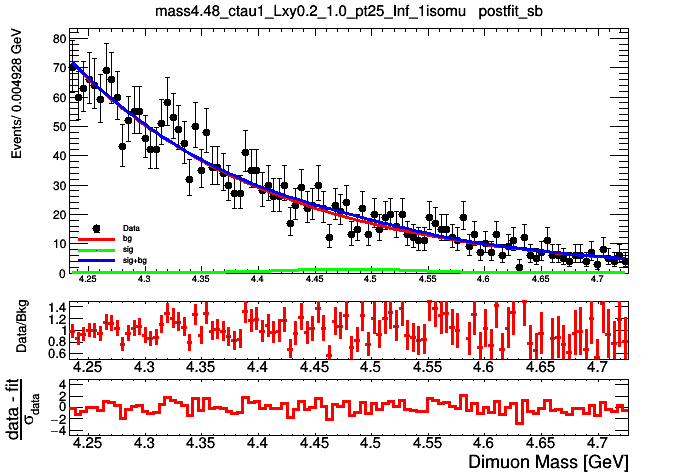 mass4.48_ctau1_Lxy0.2_1.0_pt25_Inf_1isomu postfit_sb
Events/ 0.004928 GeV
80
70
60
50
40
30
20
10
0
Data
bg
sig
sig+bg
4.25 4.3 4.35 4.4 4.45 4.5 4.55 4.6 4.65 4.7
Data/Bkg
1.4
1.2
1
0.8
0.6
4.25 4.3 4.35 4.4 4.45 4.5 4.55 4.6 4.65 4.7
data - fit
σdata
4
2
0
−2
−4
4.25 4.3 4.35 4.4 4.45 4.5 4.55 4.6 4.65 4.7
Dimuon Mass [GeV]